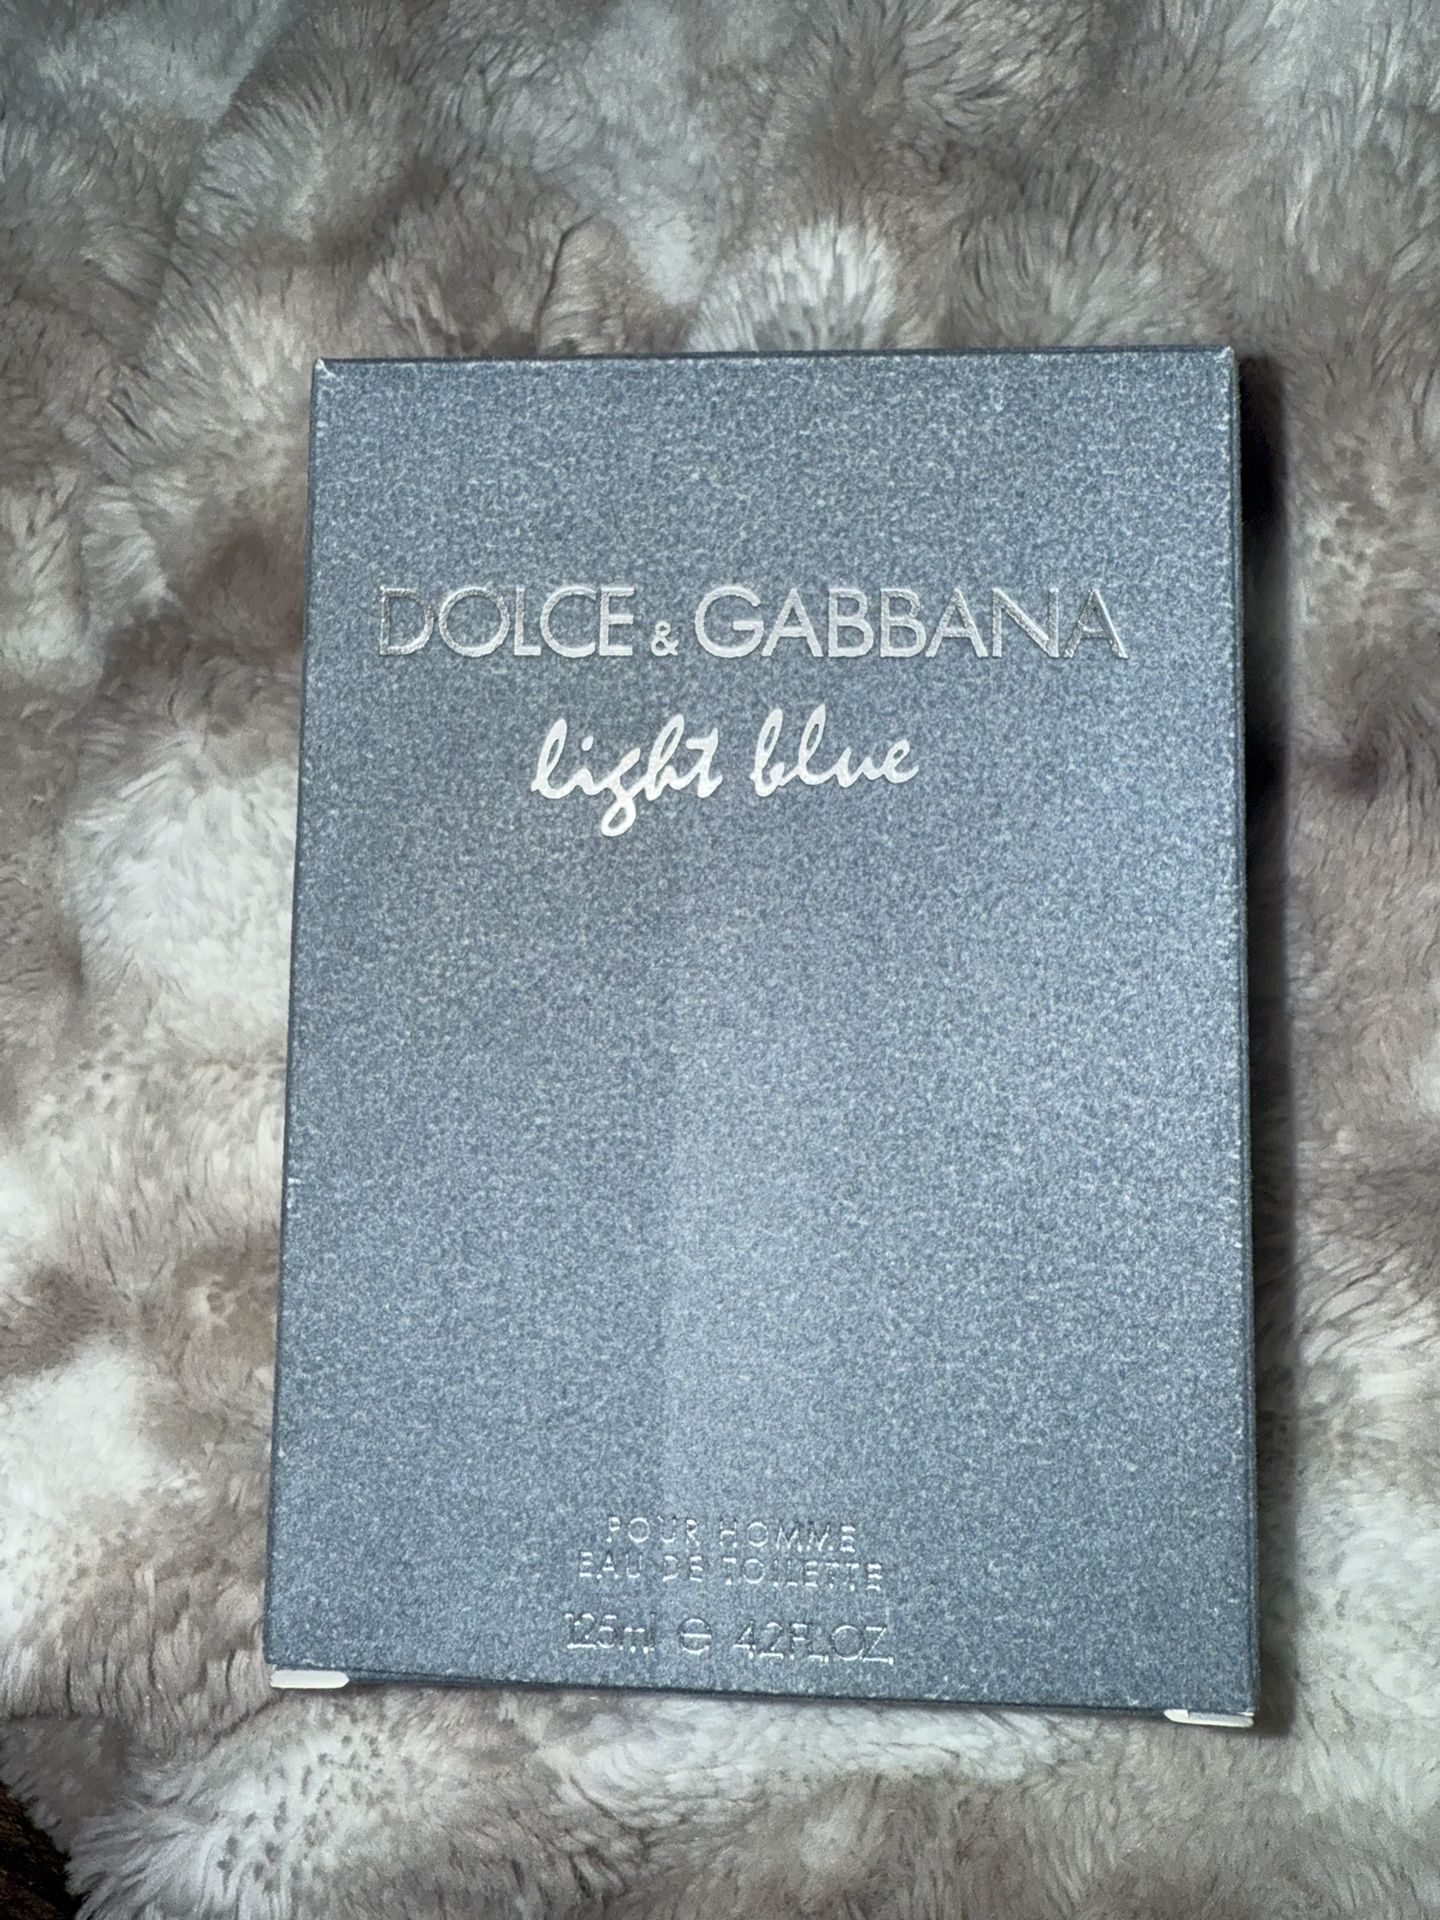 DOLCE & GABBANA
light blue
POUR HOMME
EAU DE TOILETTE
125ml ℮ 4.2FL.OZ.